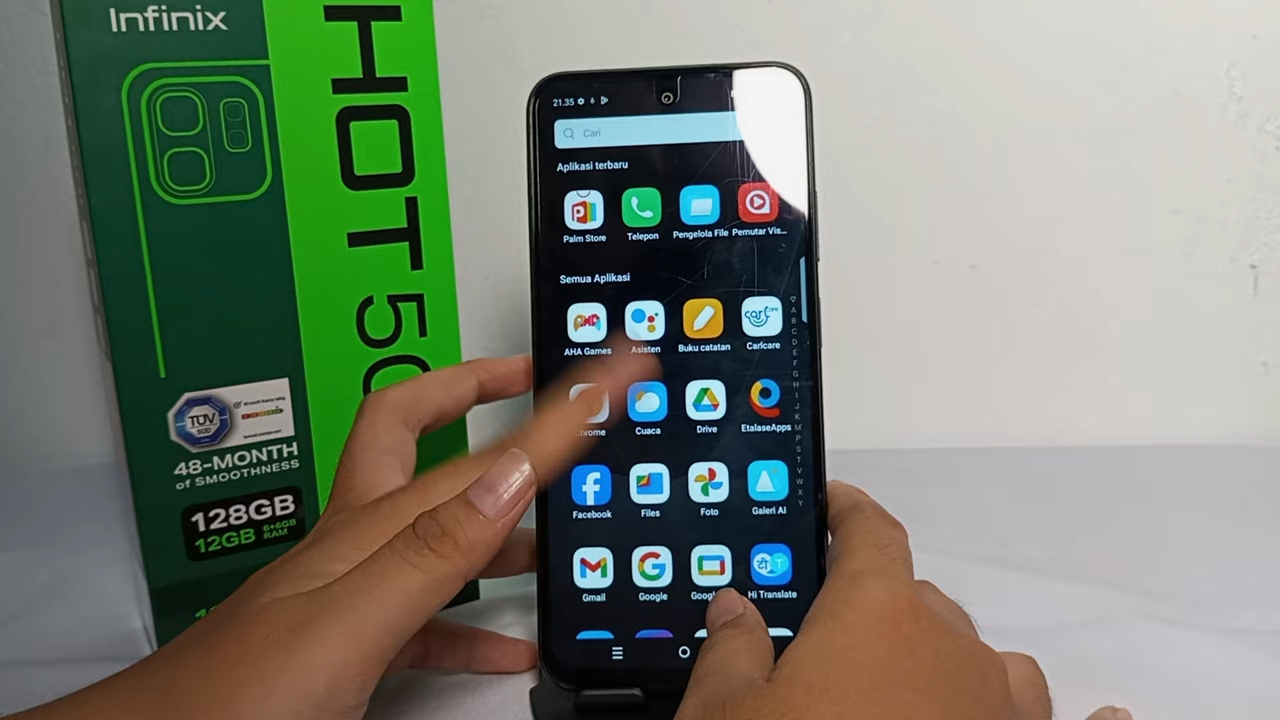 Infinix
HOT 50
TÜV
SÜD
48-MONTH
of SMOOTHNESS
128GB
12GB 6+6GB
RAM
21.35
Cari
Aplikasi terbaru
Palm Store Telepon Pengelola File Pemutar Vis...
Semua Aplikasi
AHA Games Asisten Buku catatan Carlcare
Cuaca Drive EtalaseApps
Facebook Files Foto Galeri AI
Gmail Google Hi Translate
A
B
C
D
E
F
G
H
I
J
K
M
P
S
T
V
W
X
Y